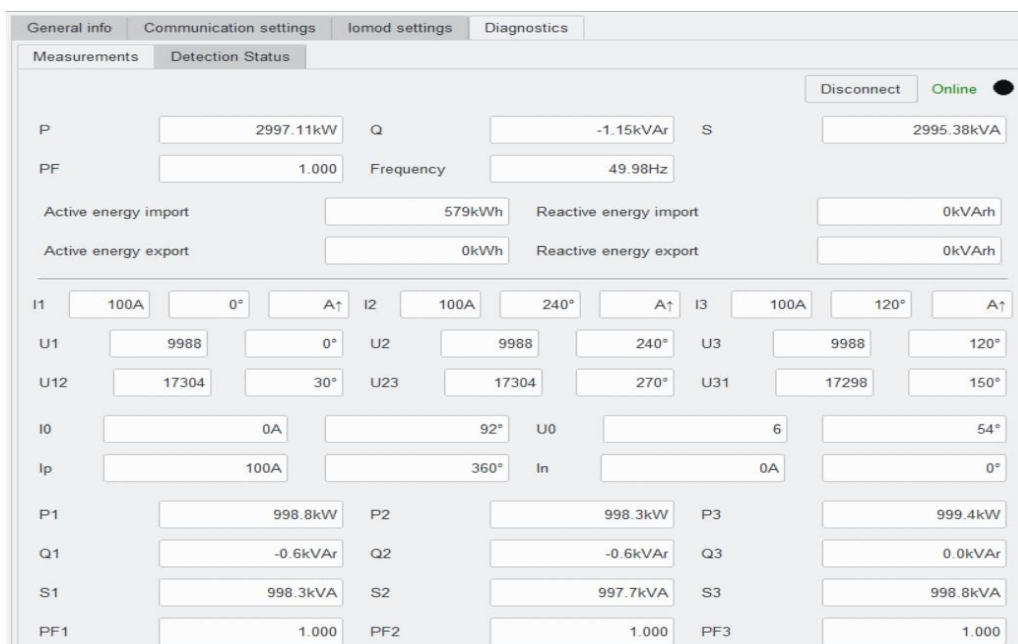 General info Communication settings Iomod settings Diagnostics
Measurements Detection Status
Disconnect Online
P 2997.11kW Q -1.15kVAr S 2995.38kVA
PF 1.000 Frequency 49.98Hz
Active energy import 579kWh Reactive energy import 0kVArh
Active energy export 0kWh Reactive energy export 0kVArh
I1 100A 0° A↑ I2 100A 240° A↑ I3 100A 120° A↑
U1 9988 0° U2 9988 240° U3 9988 120°
U12 17304 30° U23 17304 270° U31 17298 150°
I0 0A 92° U0 6 54°
Ip 100A 360° In 0A 0°
P1 998.8kW P2 998.3kW P3 999.4kW
Q1 -0.6kVAr Q2 -0.6kVAr Q3 0.0kVAr
S1 998.3kVA S2 997.7kVA S3 998.8kVA
PF1 1.000 PF2 1.000 PF3 1.000